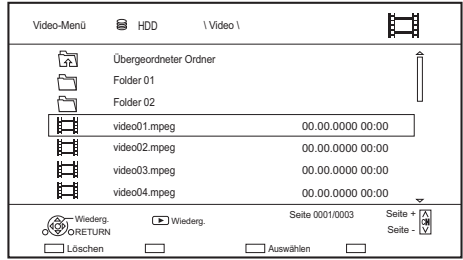 Video-Menü HDD \ Video \
Übergeordneter Ordner
Folder 01
Folder 02
video01.mpeg 00.00.0000 00:00
video02.mpeg 00.00.0000 00:00
video03.mpeg 00.00.0000 00:00
video04.mpeg 00.00.0000 00:00
Wiederg. Wiederg. Seite 0001/0003 Seite +
CH
RETURN Seite -
Löschen Auswählen